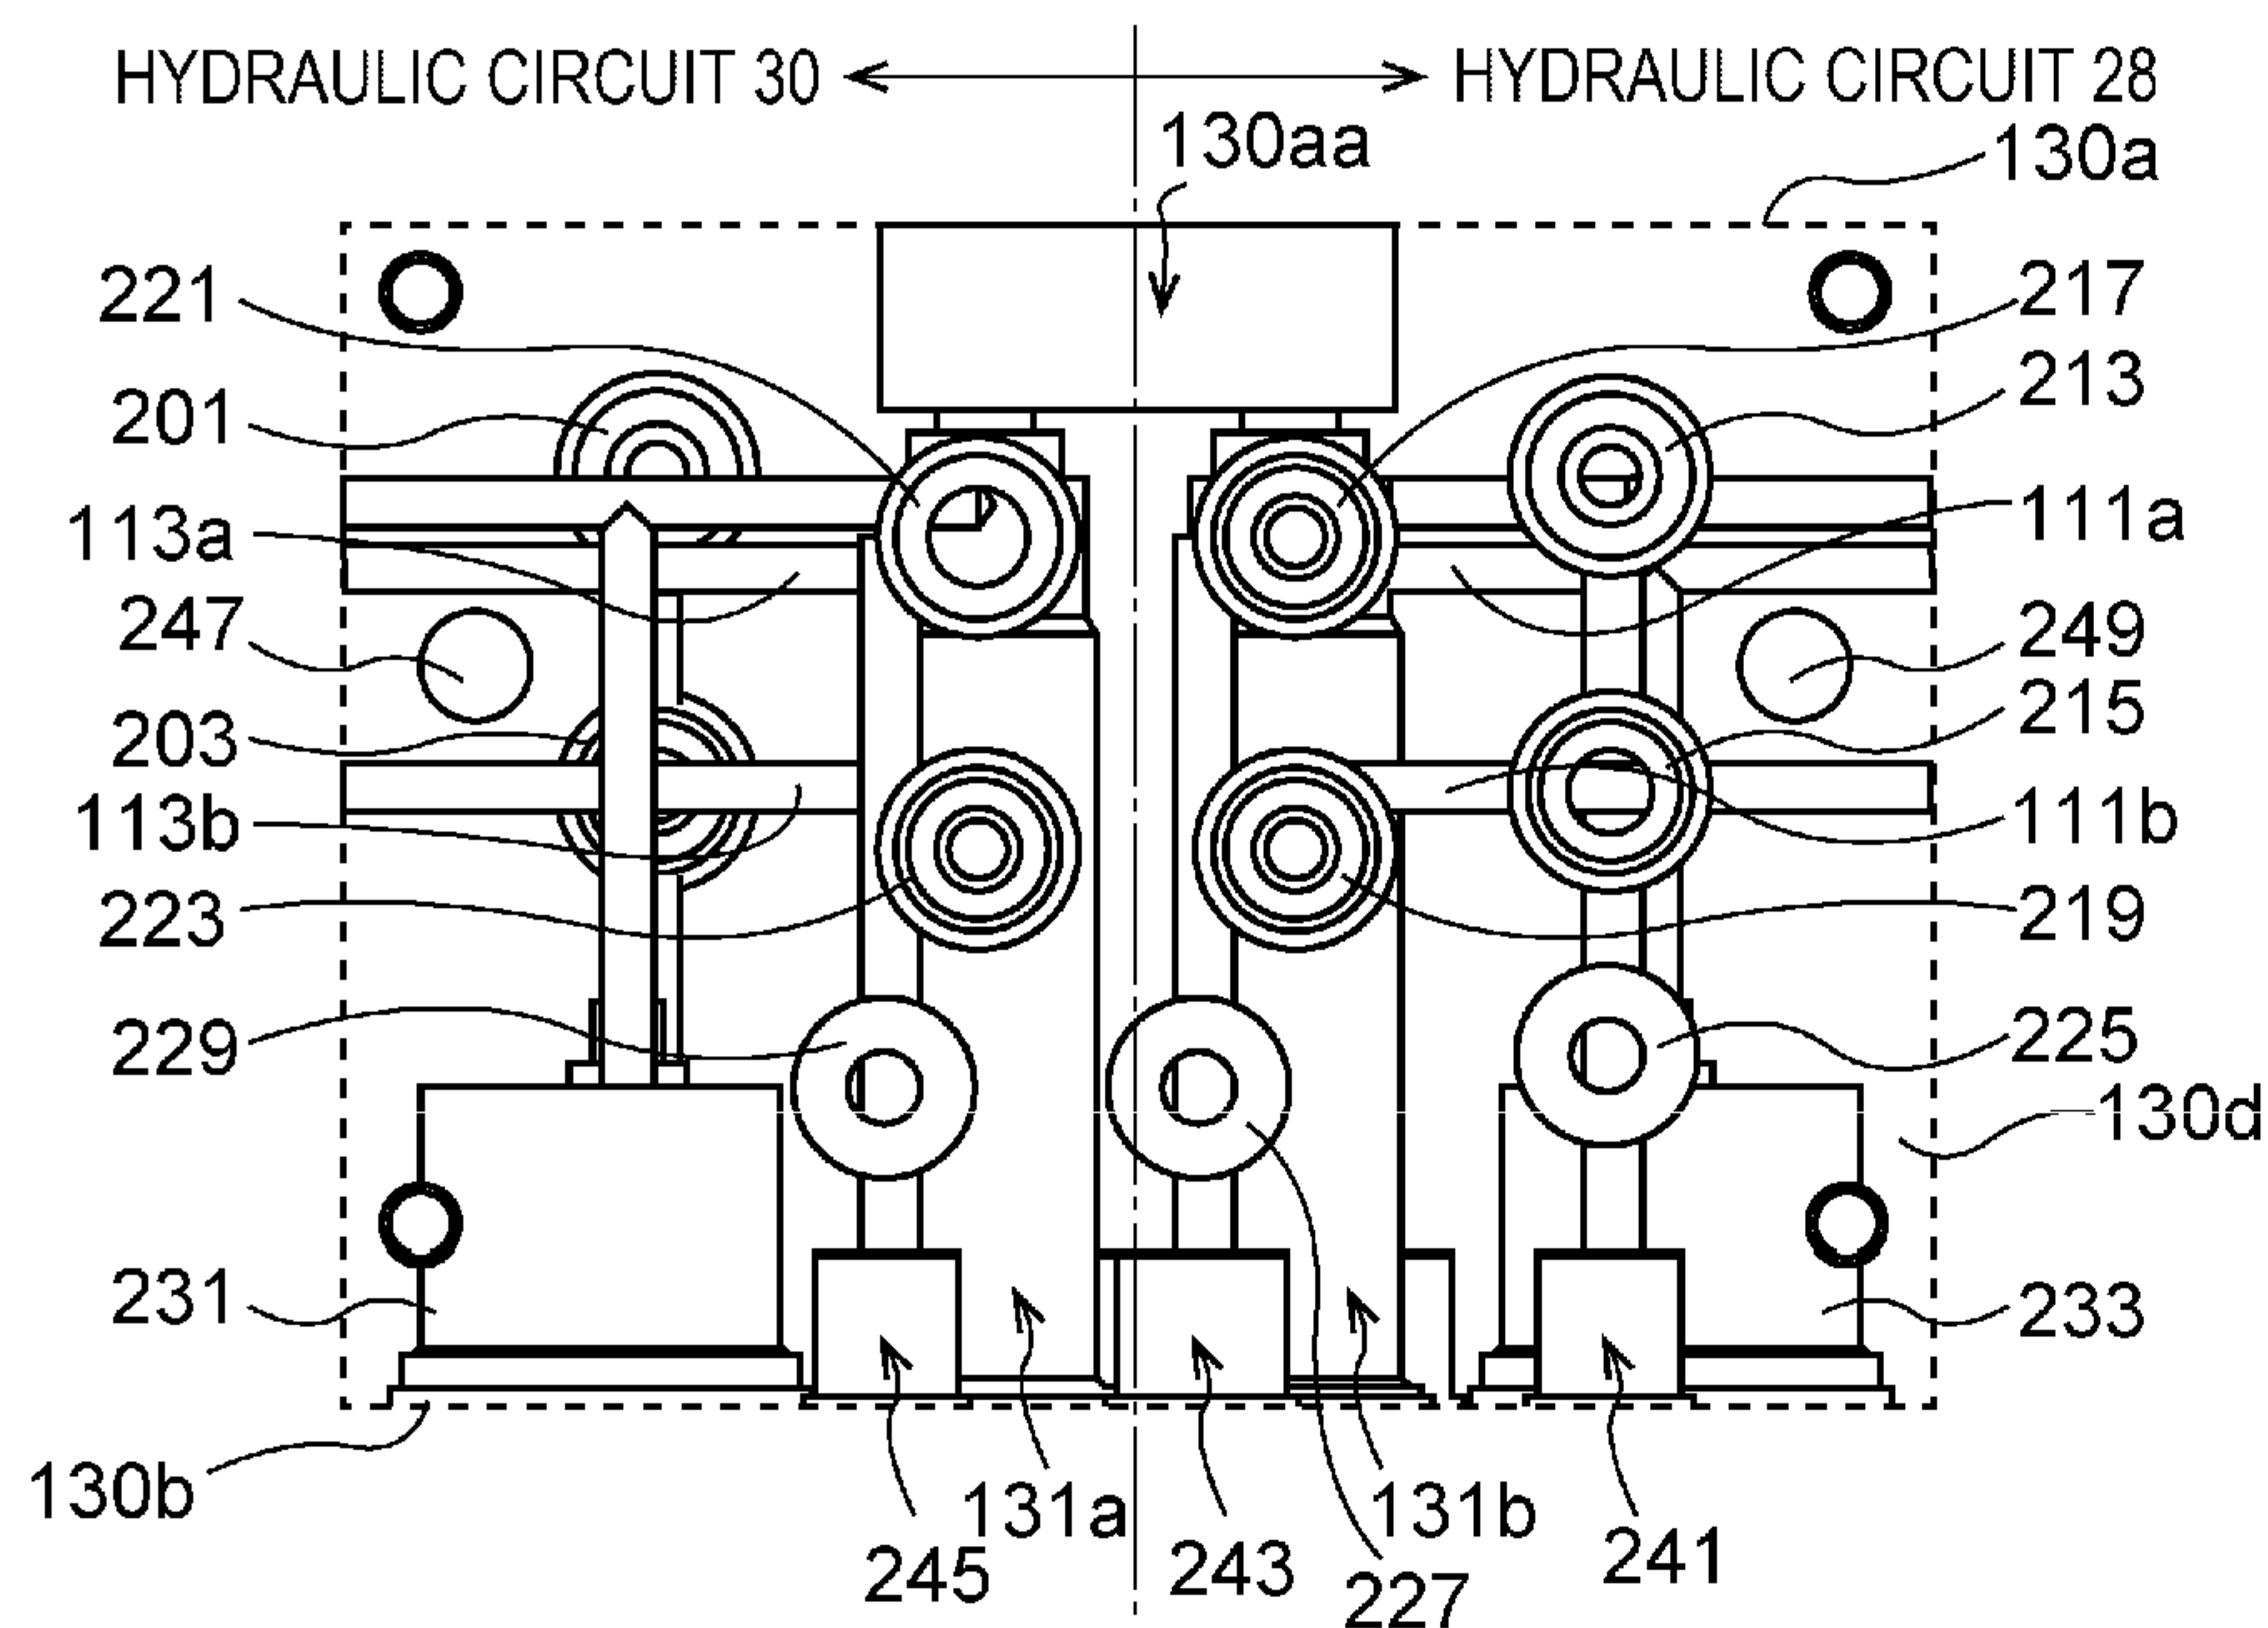 HYDRAULIC CIRCUIT 30
HYDRAULIC CIRCUIT 28
130aa
130a
221
217
201
213
113a
111a
247
249
203
215
113b
111b
223
219
229
225
130d
231
233
130b
131a
131b
245
243
227
241